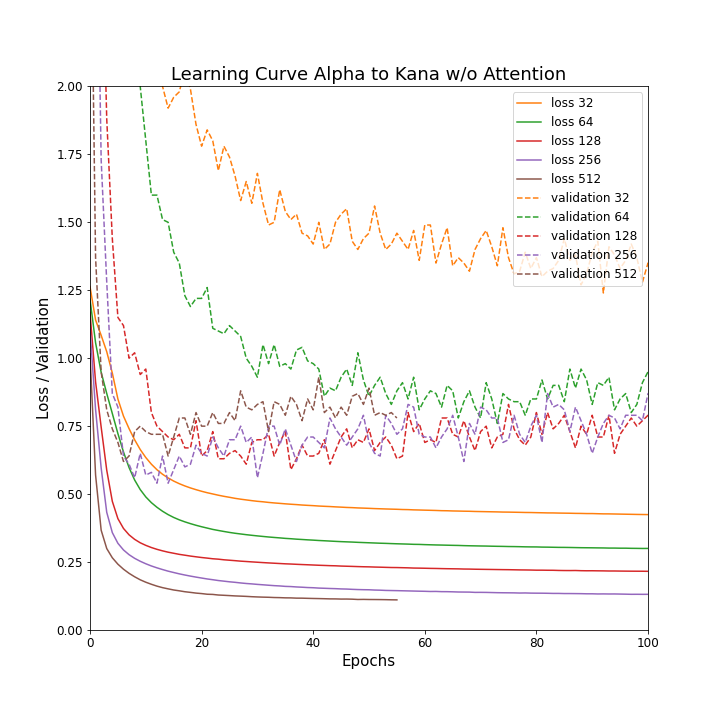 Learning Curve Alpha to Kana w/o Attention
2.00
1.75
1.50
1.25
1.00
0.75
0.50
0.25
0.00
Loss / Validation
0
20
40
60
80
100
Epochs
loss 32
loss 64
loss 128
loss 256
loss 512
validation 32
validation 64
validation 128
validation 256
validation 512